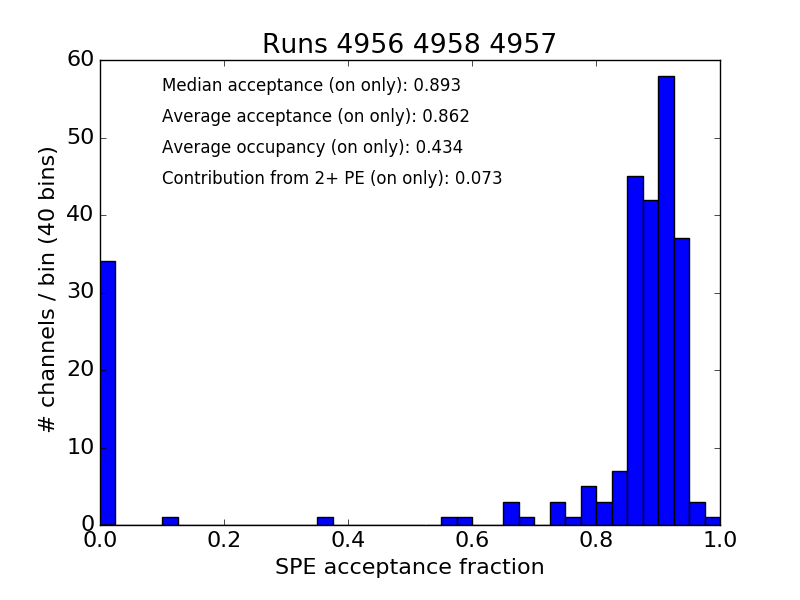 Runs 4956 4958 4957
60
Median acceptance (on only): 0.893
Average acceptance (on only): 0.862
50
Average occupancy (on only): 0.434
Contribution from 2+ PE (on only): 0.073
40
30
20
10
0
# channels / bin (40 bins)
0.0 0.2 0.4 0.6 0.8 1.0
SPE acceptance fraction